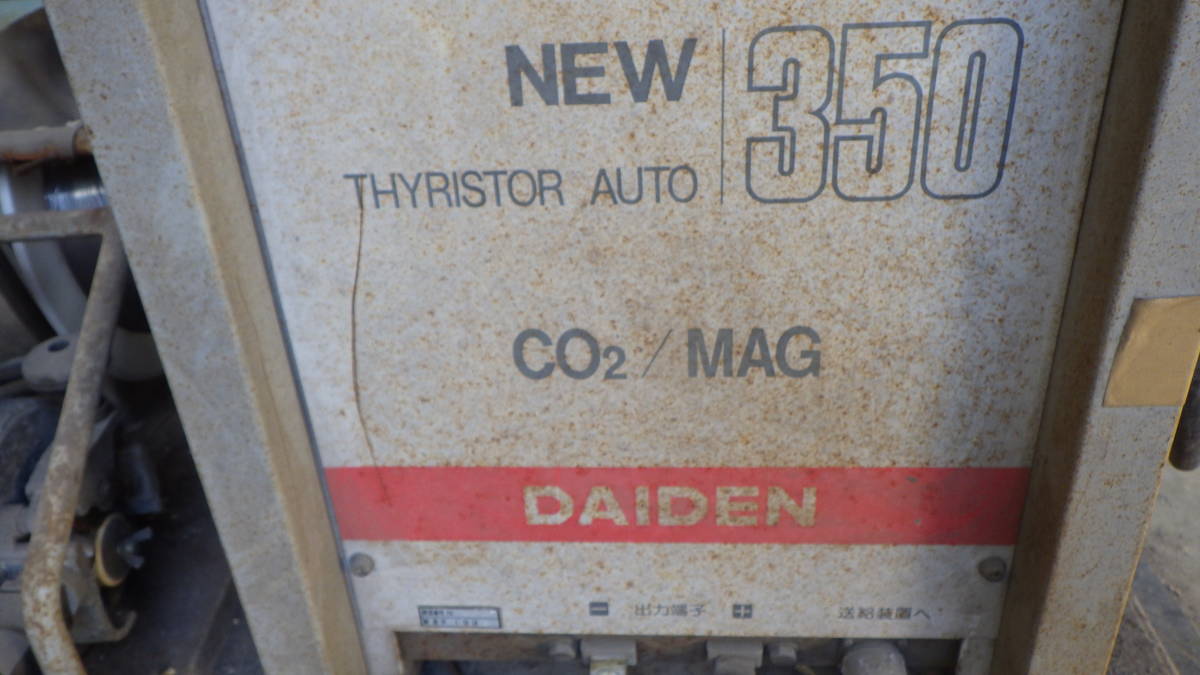 NEW 350
THYRISTOR AUTO
CO2 / MAG
DAIDEN
− 出力端子 + 送給装置へ